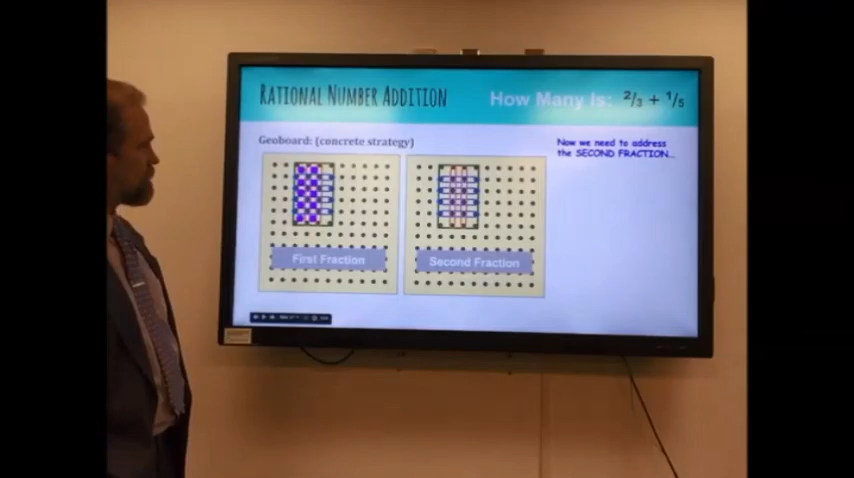 RATIONAL NUMBER ADDITION
How Many Is: 2/3 + 1/5
Geoboard: (concrete strategy)
Now we need to address
the SECOND FRACTION...
First Fraction
Second Fraction